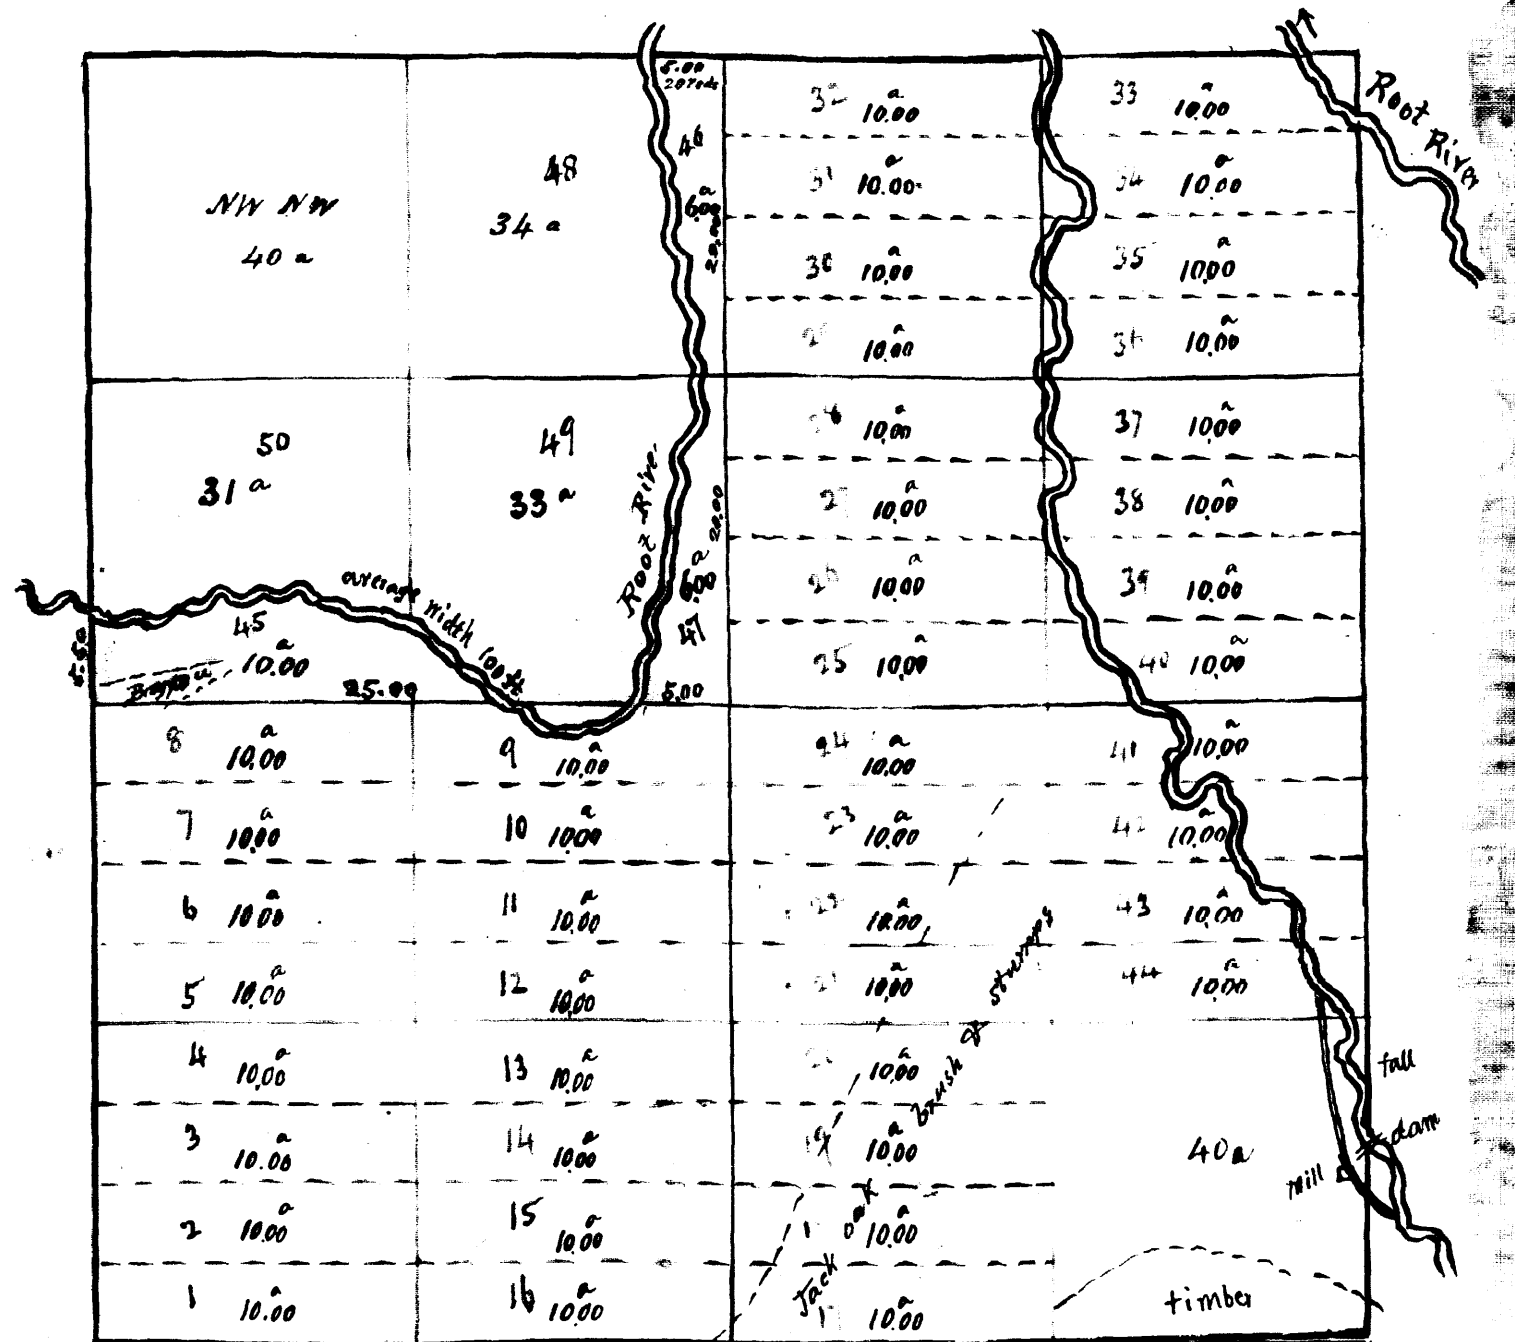 5.00
20 Rods
NW NW
40 a
48
34 a
46
a
6.00
20.00
32 a
10.00
31 a
10.00
30 a
10.00
a
10.00
33 a
10.00
34 a
10.00
35 a
10.00
36 a
10.00
Root
River
50
31 a
49
33 a
Root River
20.00
a
6.00
47
5.00
average width 100 ft
45
a
10.00
25.00
a
10.00
a
10.00
26 a
10.00
25 a
10.00
37 a
10.00
38 a
10.00
39 a
10.00
40 a
10.00
8 a
10.00
7 a
10.00
6 a
10.00
5 a
10.00
4 a
10.00
3 a
10.00
2 a
10.00
1 a
10.00
9 a
10.00
10 a
10.00
11 a
10.00
12 a
10.00
13 a
10.00
14 a
10.00
15 a
10.00
16 a
10.00
24 a
10.00
23 a
10.00
22 a
10.00
21 a
10.00
a
10.00
19 a
10.00
a
10.00
a
10.00
Jack oak brush & stumps
41 a
10.00
42 a
10.00
43 a
10.00
44 a
10.00
fall
dam
Mill
40 a
timber